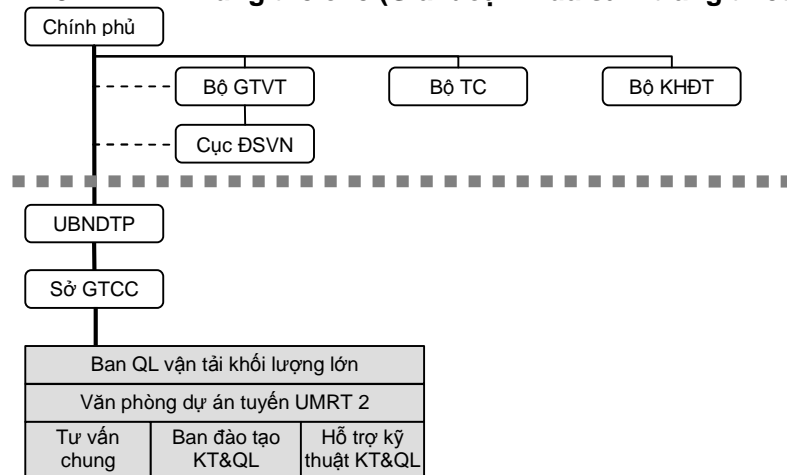 Chính phủ
Bộ GTVT
Bộ TC
Bộ KHĐT
Cục ĐSVN
UBNDTP
Sở GTCC
Ban QL vận tải khối lượng lớn
Văn phòng dự án tuyến UMRT 2
Tư vấn
chung
Ban đào tạo
KT&QL
Hỗ trợ kỹ
thuật KT&QL